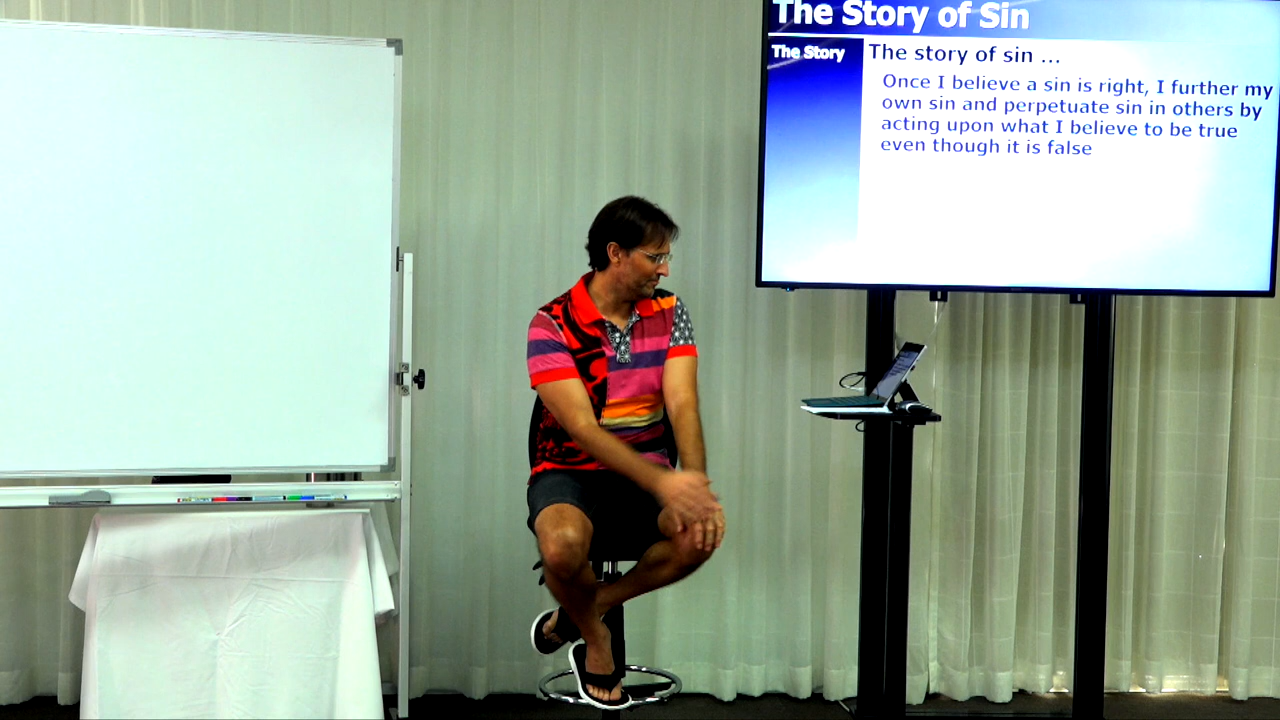 The Story of Sin
The Story
The story of sin ...
Once I believe a sin is right, I further my
own sin and perpetuate sin in others by
acting upon what I believe to be true
even though it is false